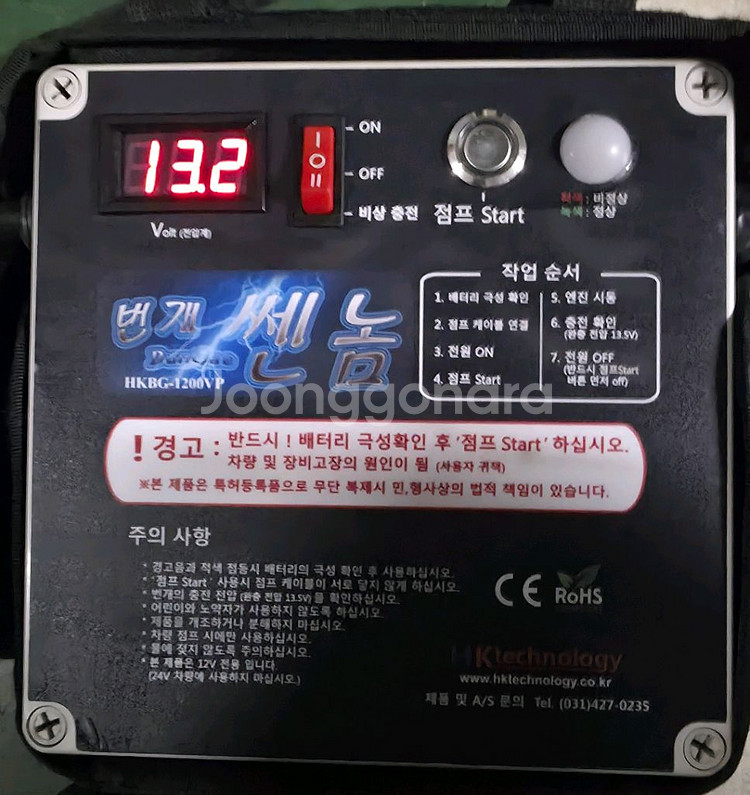 13.2
Volt (전압계)
ON
OFF
비상 충전
점프 Start
적색 : 비정상
녹색 : 정상
번개 쎈놈
HKBG-1200VP
작업 순서
1. 배터리 극성 확인
2. 점프 케이블 연결
3. 전원 ON
4. 점프 Start
5. 엔진 시동
6. 충전 확인
(완충 전압 13.5V)
7. 전원 OFF
(반드시 점프Start
버튼 먼저 off)
Joonggonara
! 경고 : 반드시 ! 배터리 극성확인 후 '점프 Start' 하십시오.
차량 및 장비고장의 원인이 됨 (사용자 귀책)
※본 제품은 특허등록품으로 무단 복제시 민,형사상의 법적 책임이 있습니다.
주의 사항
* 경고음과 적색 점등시 배터리의 극성 확인 후 사용하십시오.
* '점프 Start' 사용시 점프 케이블이 서로 닿지 않게 하십시오.
* 번개의 충전 전압 (완충 전압 13.5V)를 확인하십시오.
* 어린이와 노약자가 사용하지 않도록 하십시오.
* 제품을 개조하거나 분해하지 마십시오.
* 차량 점프 시에만 사용하십시오.
* 물에 젖지 않도록 주의하십시오.
* 본 제품은 12V 전용 입니다.
(24V 차량에 사용하지 마십시오.)
CE RoHS
HKtechnology
www.hktechnology.co.kr
제품 및 A/S 문의 Tel. (031)427-0235